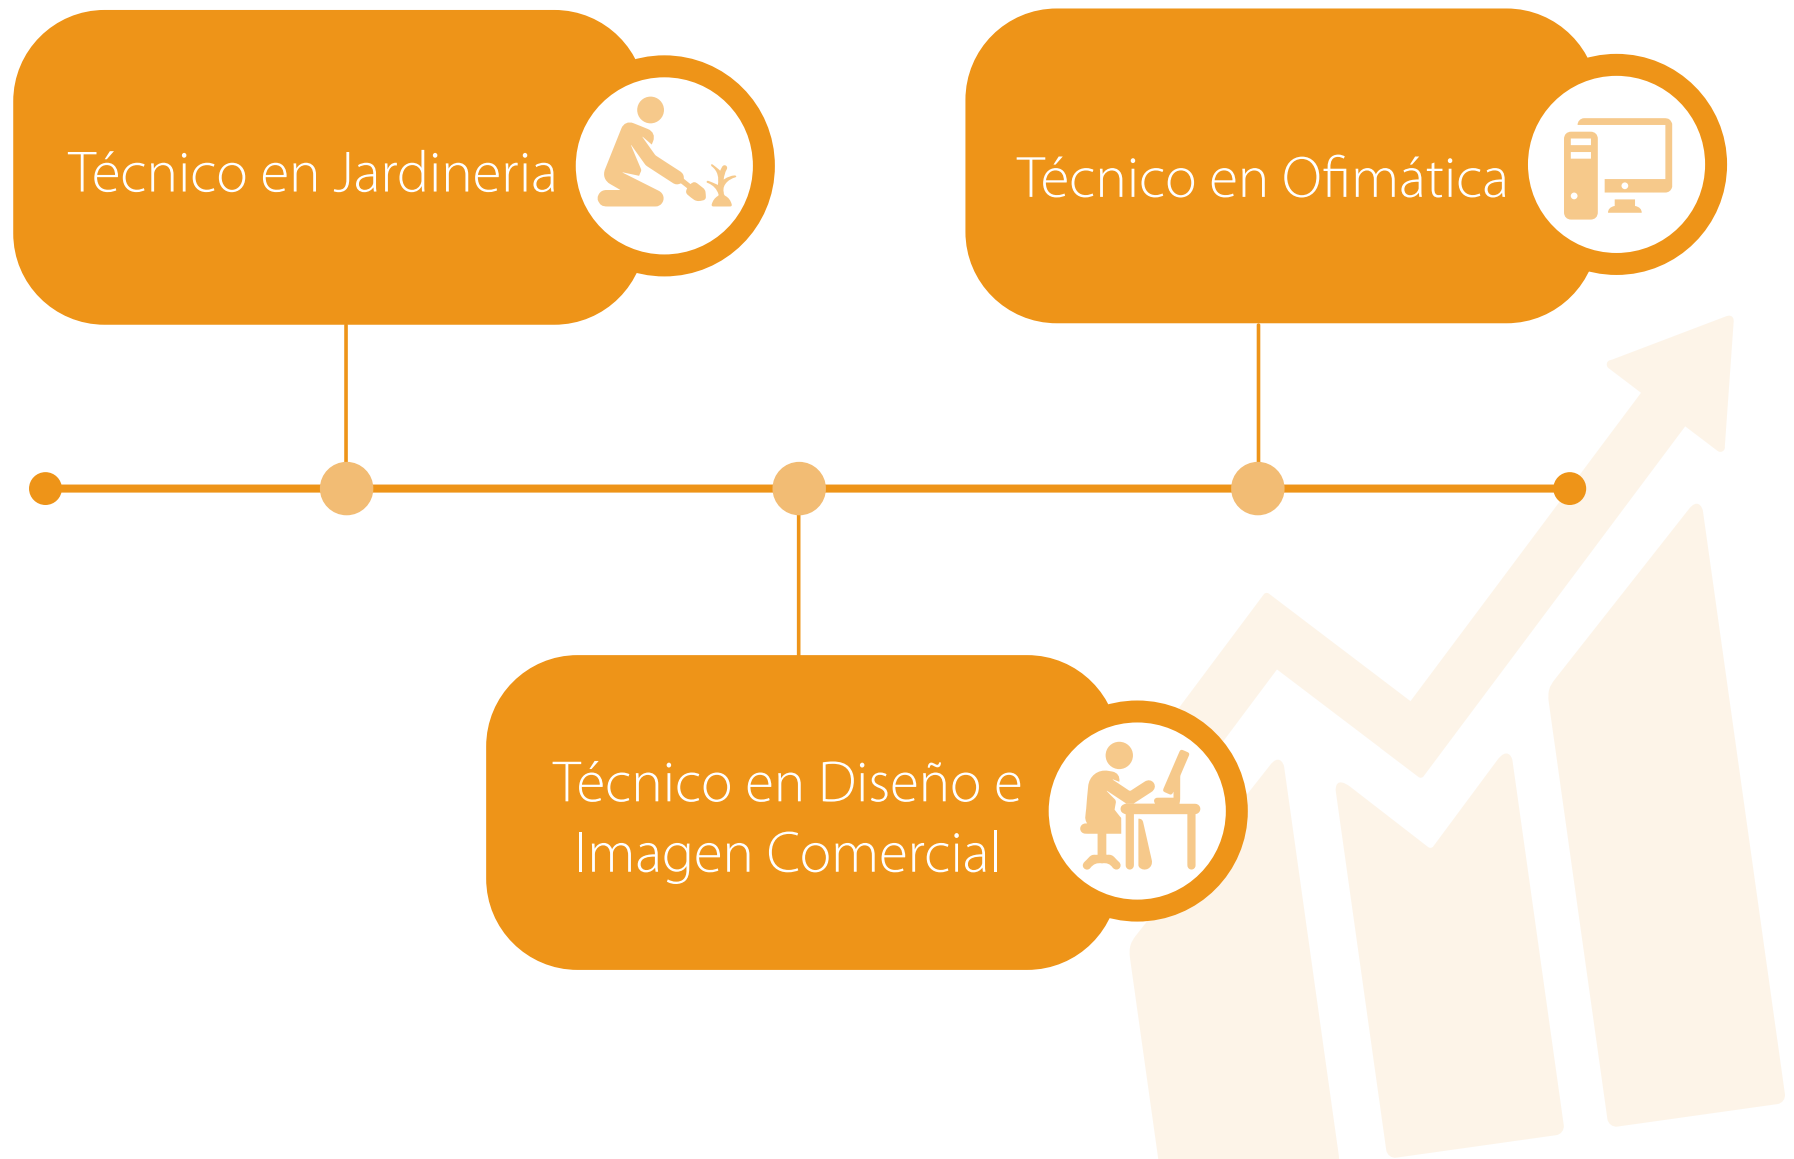 Técnico en Jardineria
Técnico en Ofimática
Técnico en Diseño e
Imagen Comercial